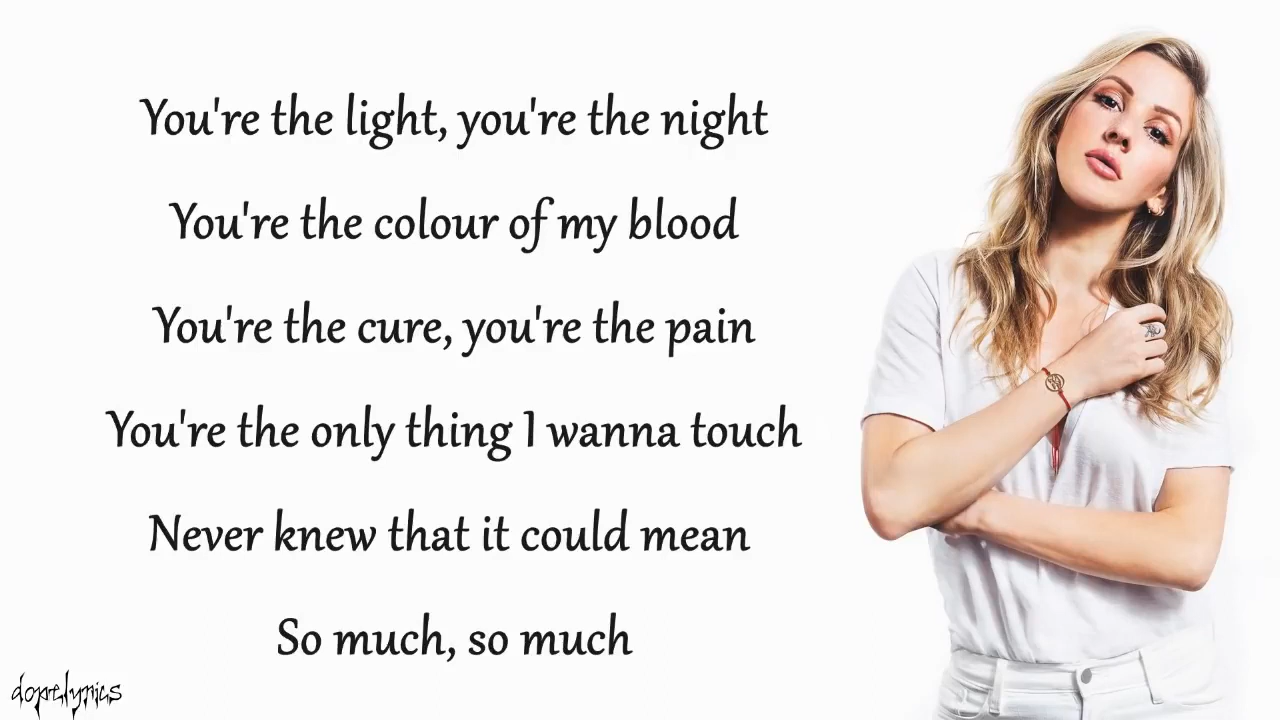 You're the light, you're the night
You're the colour of my blood
You're the cure, you're the pain
You're the only thing I wanna touch
Never knew that it could mean
So much, so much
dopelyrics